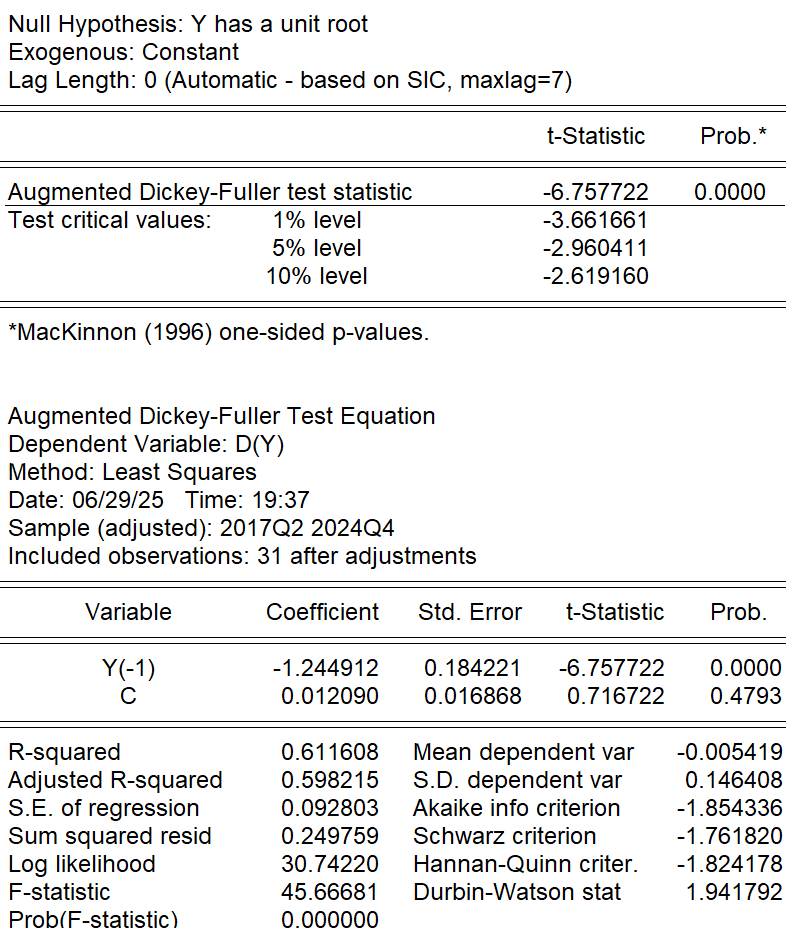 Null Hypothesis: Y has a unit root
Exogenous: Constant
Lag Length: 0 (Automatic - based on SIC, maxlag=7)
t-Statistic Prob.*
Augmented Dickey-Fuller test statistic -6.757722 0.0000
Test critical values: 1% level -3.661661
5% level -2.960411
10% level -2.619160
*MacKinnon (1996) one-sided p-values.
Augmented Dickey-Fuller Test Equation
Dependent Variable: D(Y)
Method: Least Squares
Date: 06/29/25 Time: 19:37
Sample (adjusted): 2017Q2 2024Q4
Included observations: 31 after adjustments
Variable Coefficient Std. Error t-Statistic Prob.
Y(-1) -1.244912 0.184221 -6.757722 0.0000
C 0.012090 0.016868 0.716722 0.4793
R-squared 0.611608 Mean dependent var -0.005419
Adjusted R-squared 0.598215 S.D. dependent var 0.146408
S.E. of regression 0.092803 Akaike info criterion -1.854336
Sum squared resid 0.249759 Schwarz criterion -1.761820
Log likelihood 30.74220 Hannan-Quinn criter. -1.824178
F-statistic 45.66681 Durbin-Watson stat 1.941792
Prob(F-statistic) 0.000000